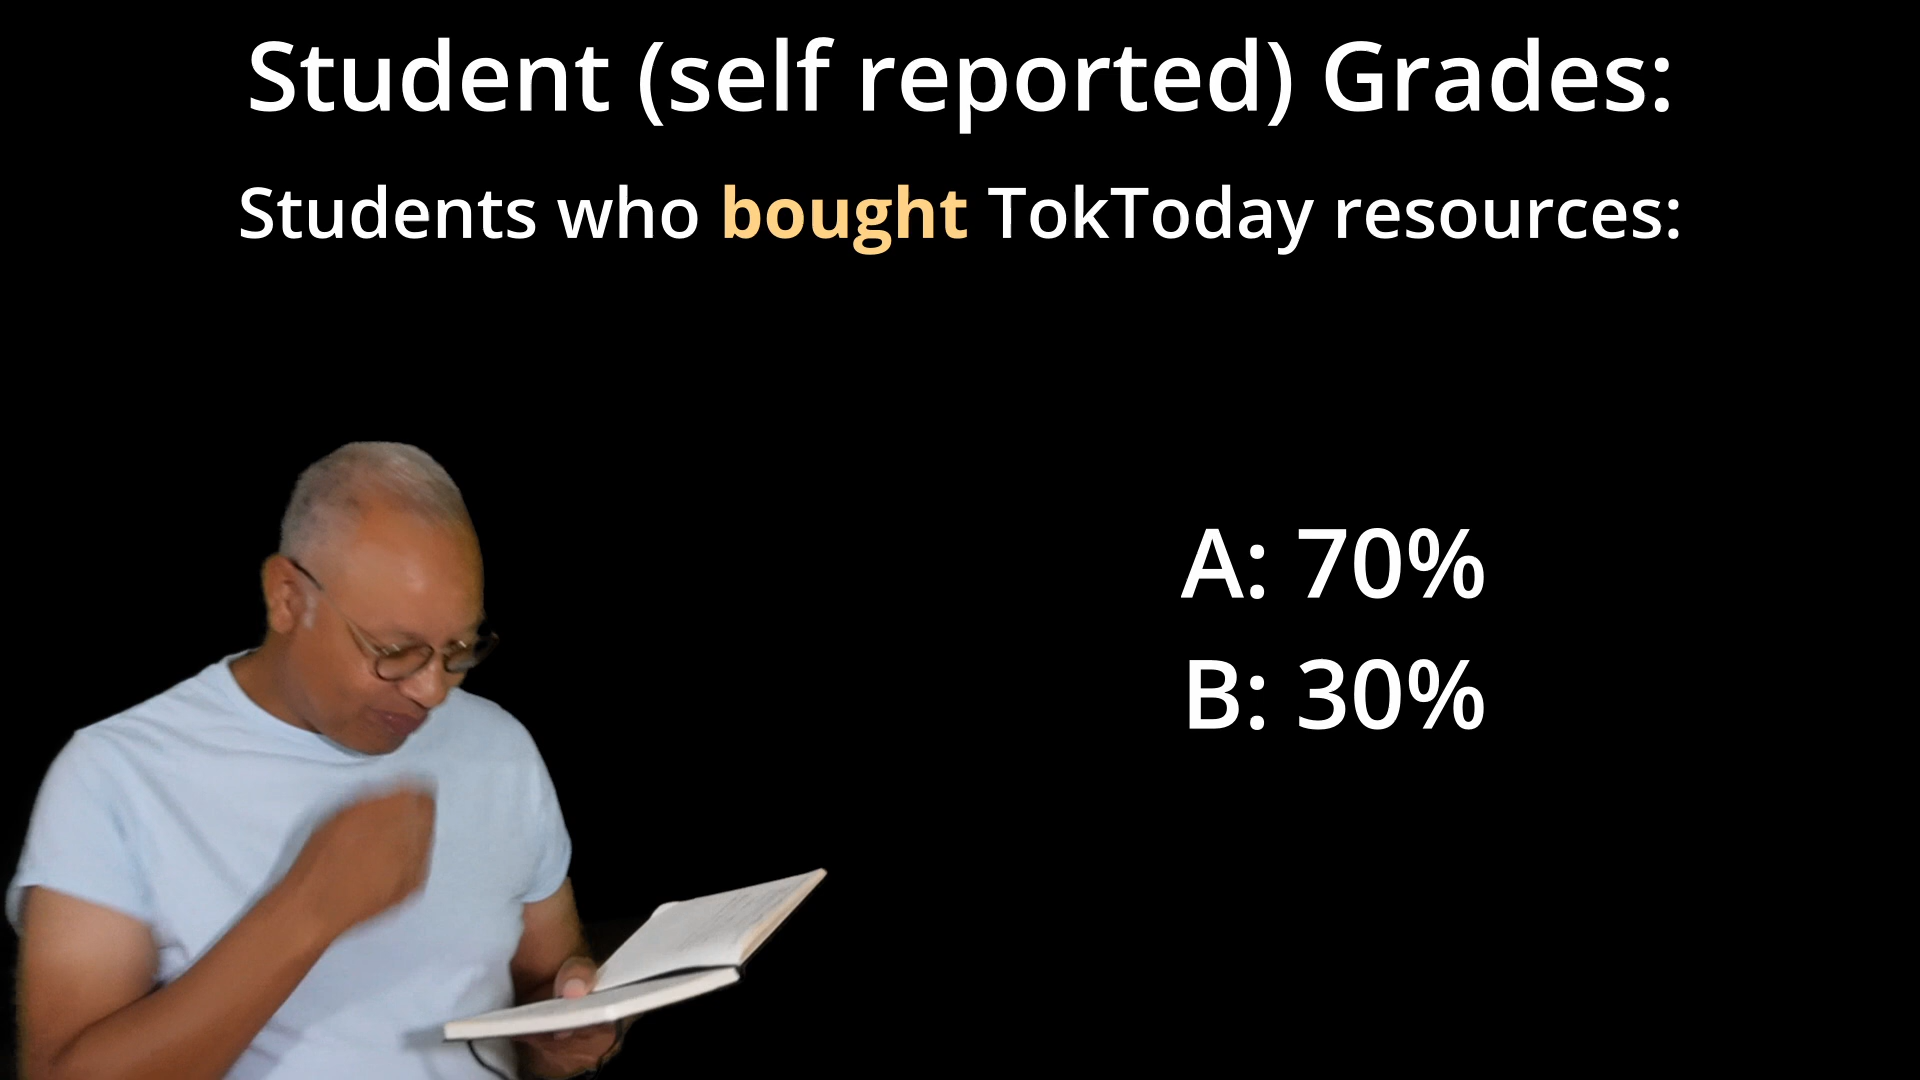 Student (self reported) Grades:
Students who bought TokToday resources:
A: 70%
B: 30%